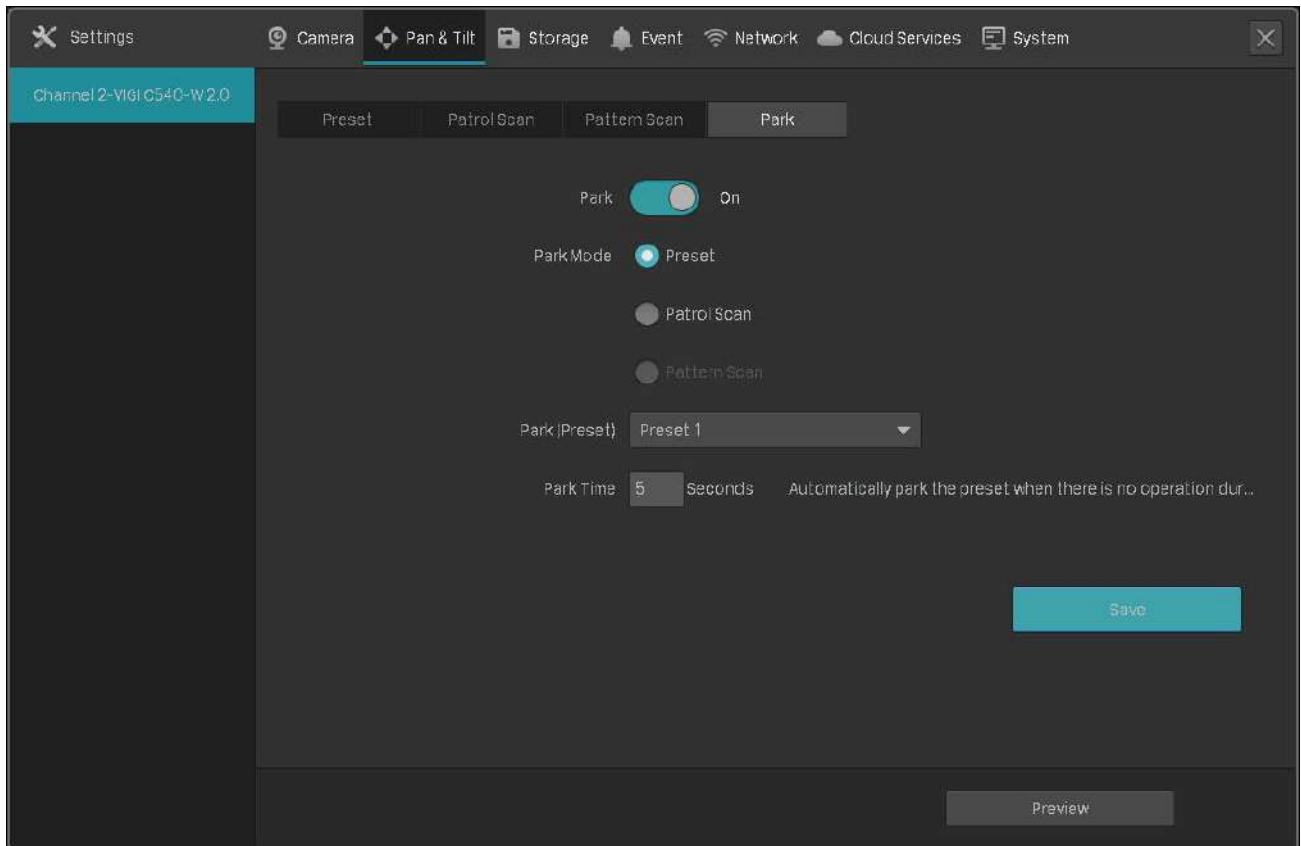 Settings Camera Pan & Tilt Storage Event Network Cloud Services System
Channel 2-VIGI C540-W 2.0
Preset Patrol Scan Pattern Scan Park
Park On
Park Mode Preset
Patrol Scan
Pattern Scan
Park (Preset) Preset 1
Park Time 5 Seconds Automatically park the preset when there is no operation dur...
Save
Preview